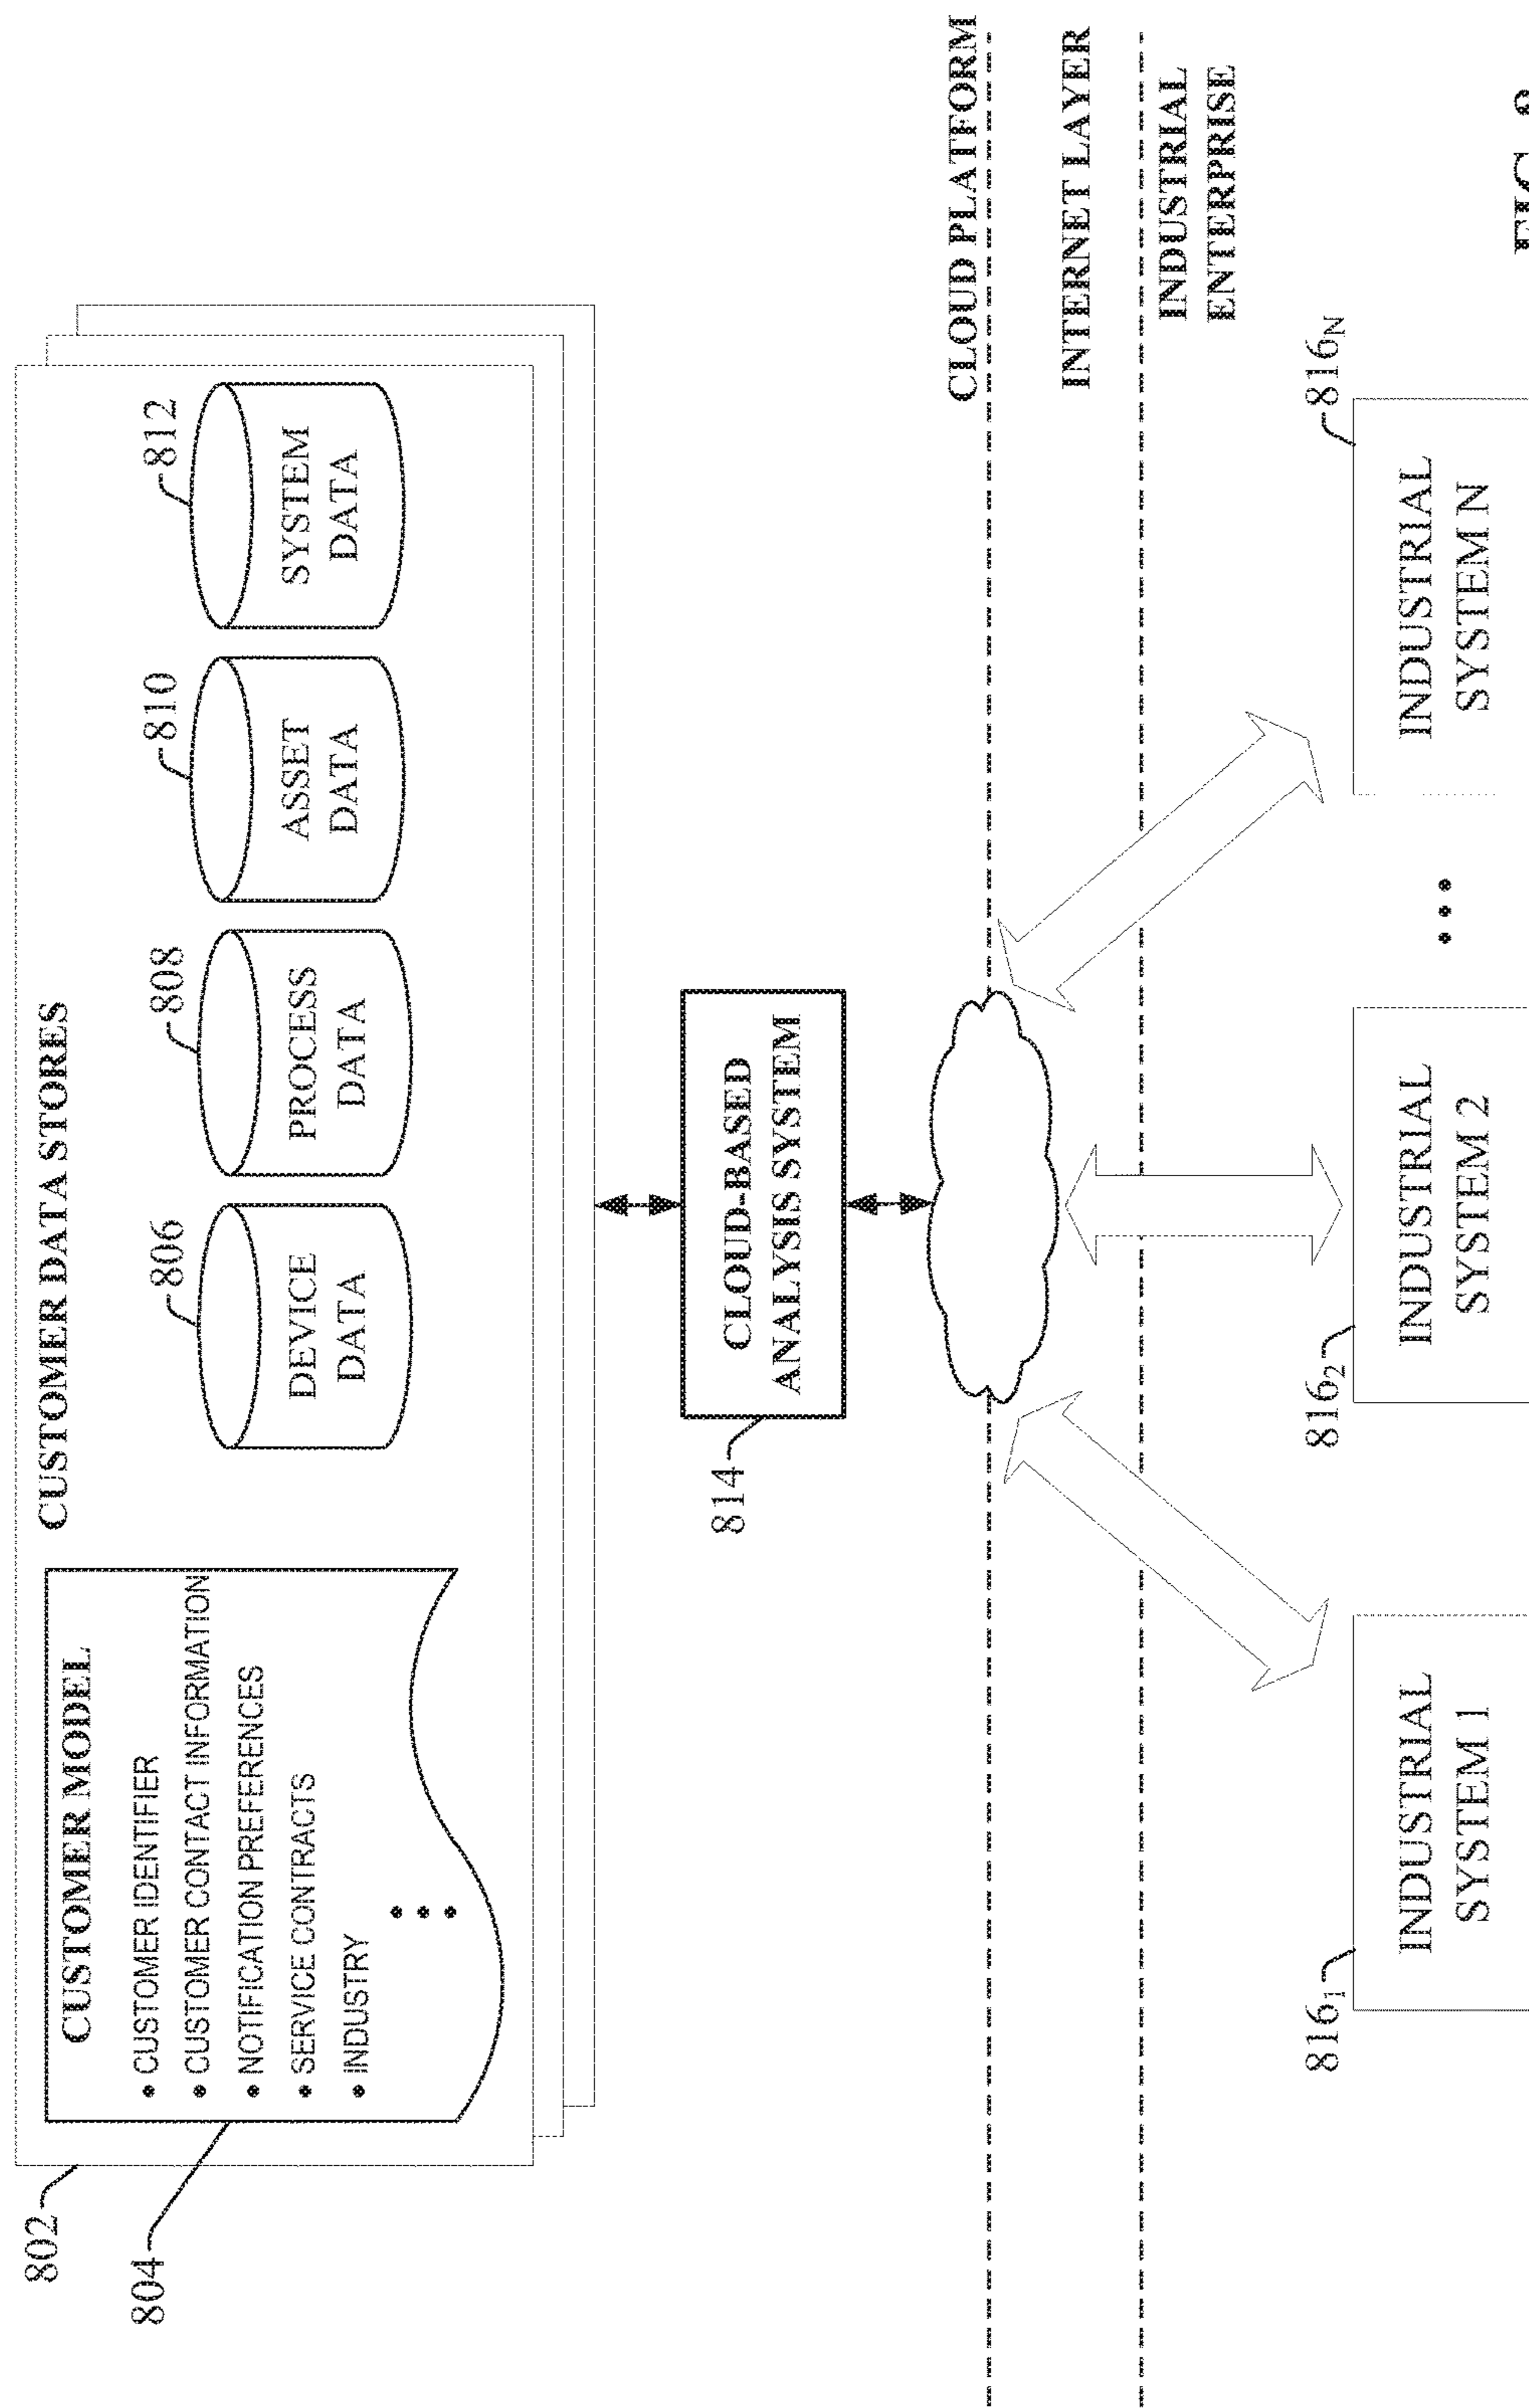 802
CUSTOMER DATA STORES
804
CUSTOMER MODEL
• CUSTOMER IDENTIFIER
• CUSTOMER CONTACT INFORMATION
• NOTIFICATION PREFERENCES
• SERVICE CONTRACTS
• INDUSTRY
806
DEVICE
DATA
808
PROCESS
DATA
810
ASSET
DATA
812
SYSTEM
DATA
814
CLOUD-BASED
ANALYSIS SYSTEM
CLOUD PLATFORM
INTERNET LAYER
INDUSTRIAL
ENTERPRISE
816₁
INDUSTRIAL
SYSTEM 1
816₂
INDUSTRIAL
SYSTEM 2
•••
816N
INDUSTRIAL
SYSTEM N